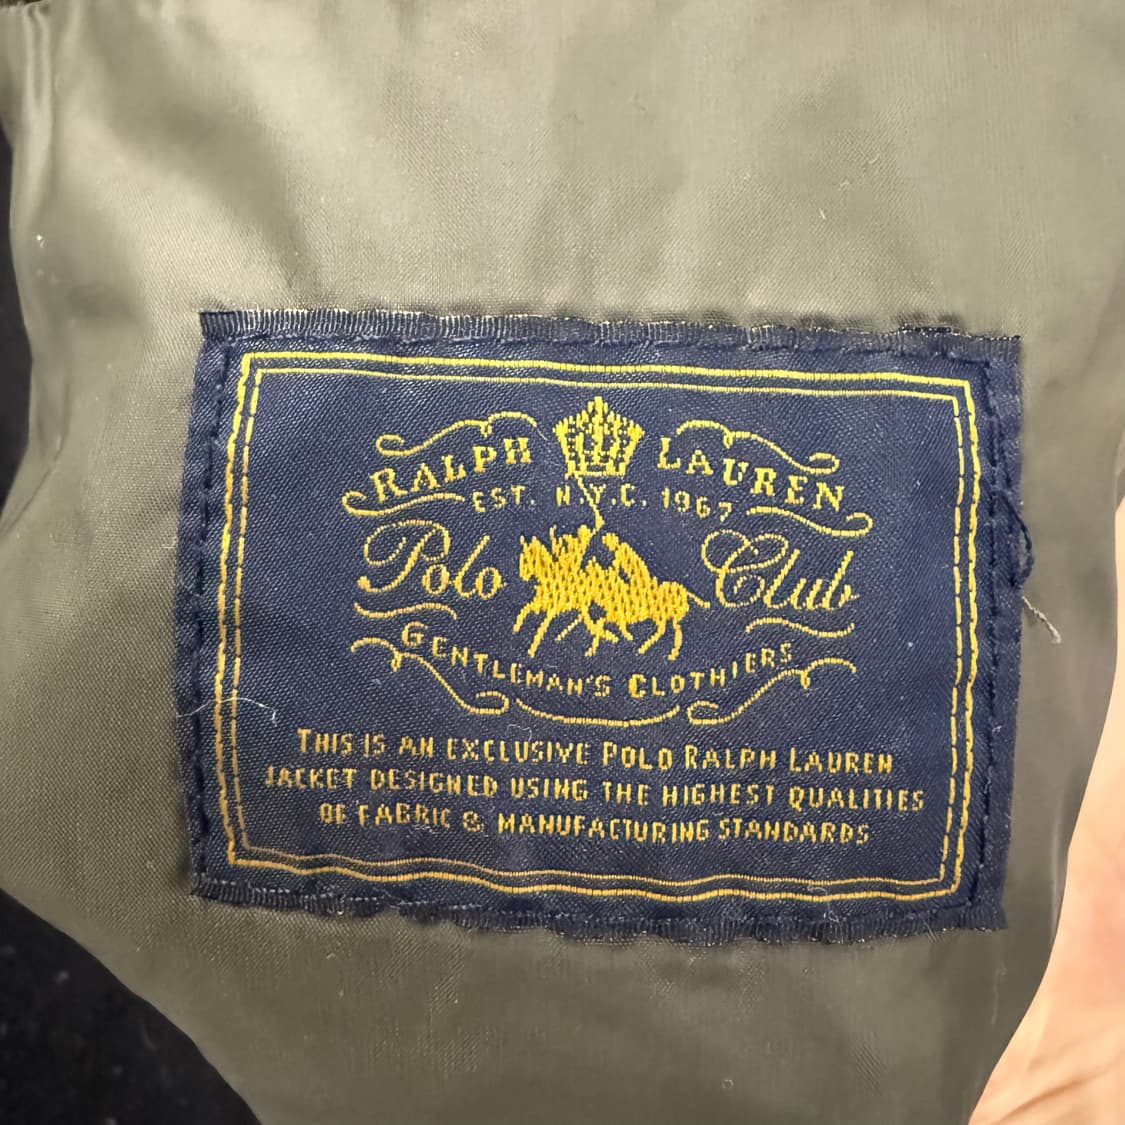 RALPH LAUREN
EST. N.Y.C. 1967
Polo Club
GENTLEMAN'S CLOTHIERS
THIS IS AN EXCLUSIVE POLO RALPH LAUREN
JACKET DESIGNED USING THE HIGHEST QUALITIES
OF FABRIC & MANUFACTURING STANDARDS